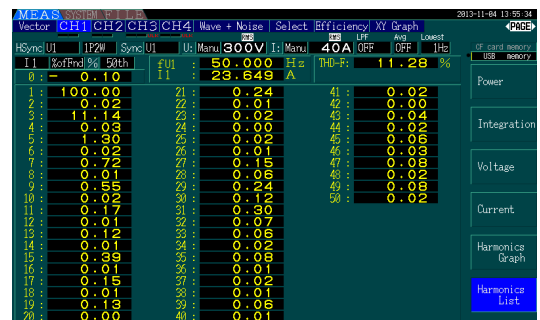 MEAS SYSTEM FILE 2013-11-04 13:55:34
Vector CH1 CH2 CH3 CH4 Wave + Noise Select Efficiency XY Graph PAGE
RMS RMS LPF Avg Lowest
HSync U1 1P2W Sync U1 U: Manu 300V I: Manu 40A OFF OFF 1Hz
CF card memory
USB memory
I1 %ofFnd % 50th fU1 : 50.000 Hz THD-F: 11.28 %
0 : - 0.10 I1 : 23.649 A
1 : 100.00 21 : 0.24 41 : 0.02
2 : 0.02 22 : 0.01 42 : 0.00
3 : 11.14 23 : 0.02 43 : 0.04
4 : 0.03 24 : 0.00 44 : 0.02
5 : 1.30 25 : 0.02 45 : 0.06
6 : 0.02 26 : 0.01 46 : 0.03
7 : 0.72 27 : 0.15 47 : 0.08
8 : 0.01 28 : 0.06 48 : 0.02
9 : 0.55 29 : 0.24 49 : 0.08
10 : 0.02 30 : 0.12 50 : 0.02
11 : 0.17 31 : 0.30
12 : 0.01 32 : 0.07
13 : 0.12 33 : 0.06
14 : 0.01 34 : 0.02
15 : 0.39 35 : 0.08
16 : 0.01 36 : 0.01
17 : 0.15 37 : 0.02
18 : 0.01 38 : 0.01
19 : 0.13 39 : 0.06
20 : 0.00 40 : 0.01
Power
Integration
Voltage
Current
Harmonics
Graph
Harmonics
List